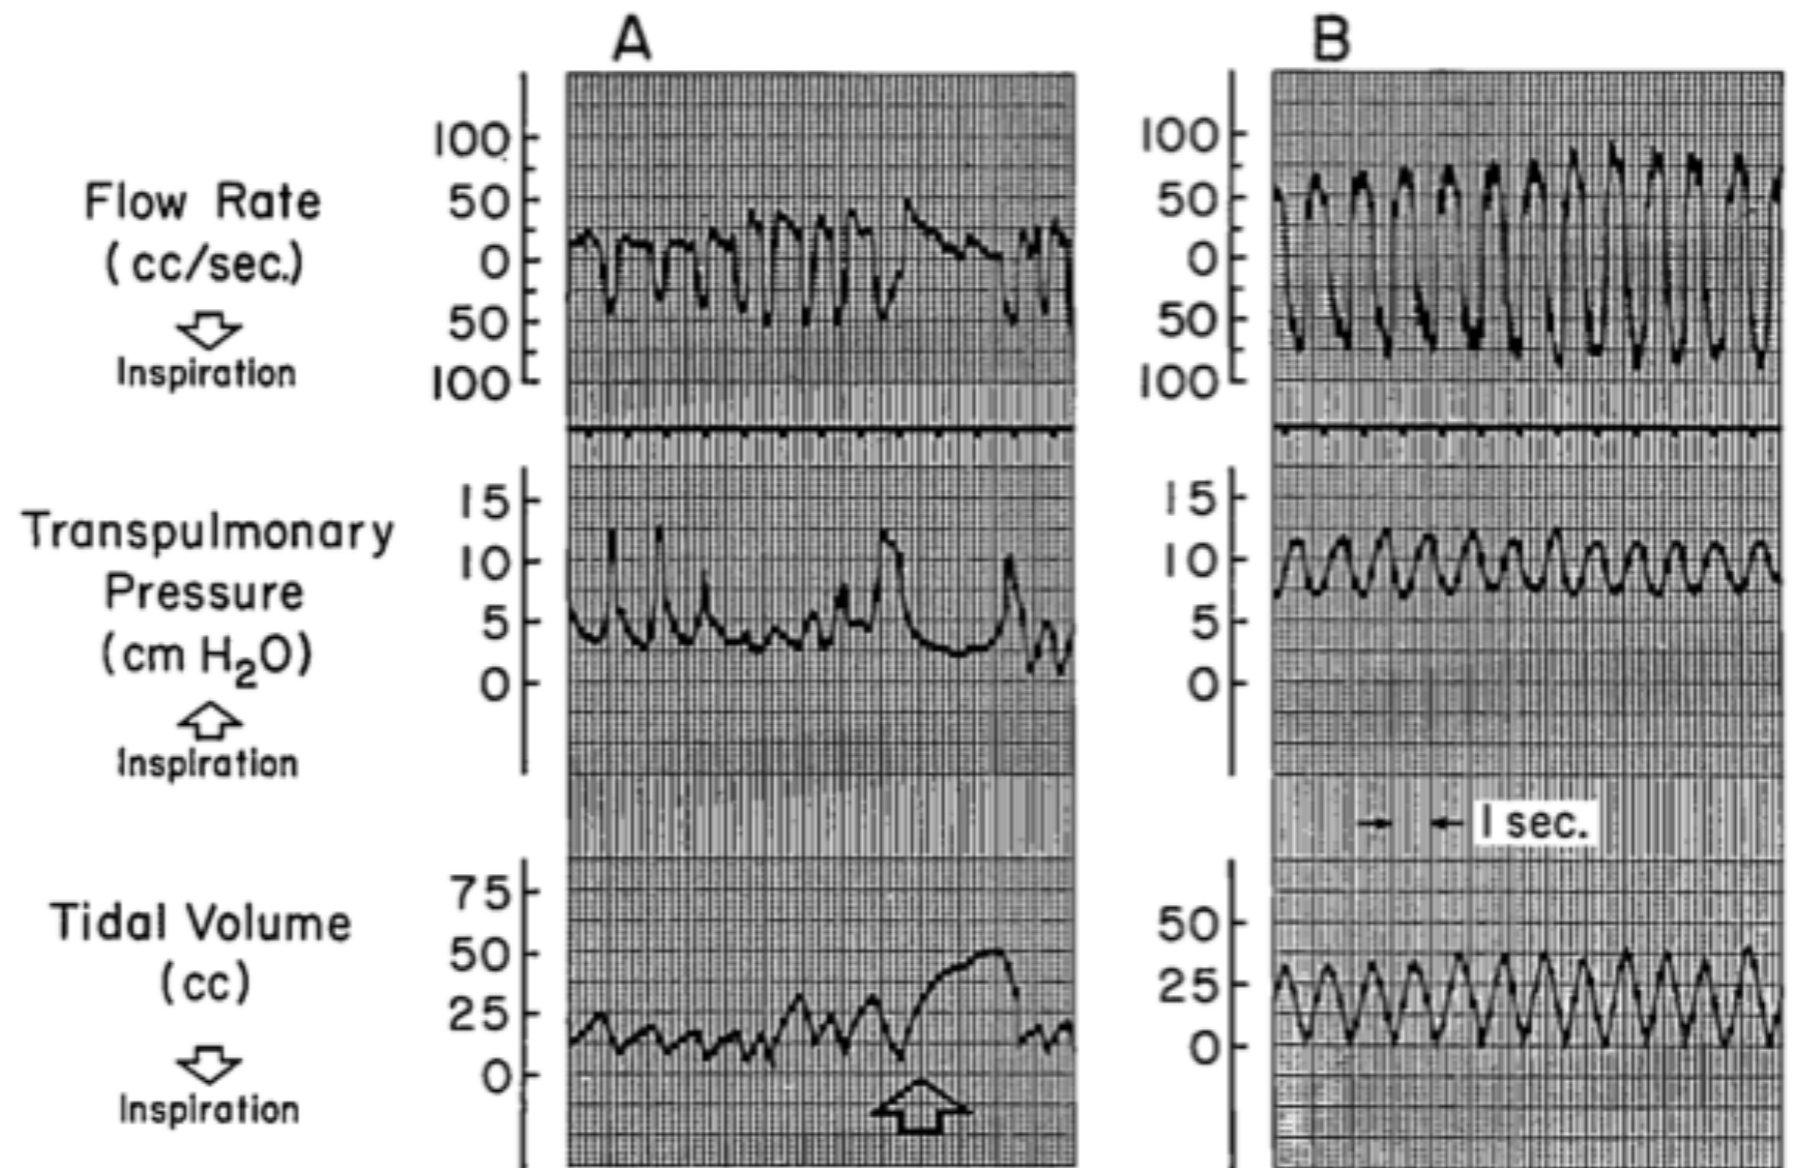 A
B
Flow Rate
(cc/sec.)
Inspiration
100
50
0
50
100
100
50
0
50
100
Transpulmonary
Pressure
(cm H₂O)
Inspiration
15
10
5
0
15
10
5
0
1 sec.
Tidal Volume
(cc)
Inspiration
75
50
25
0
50
25
0